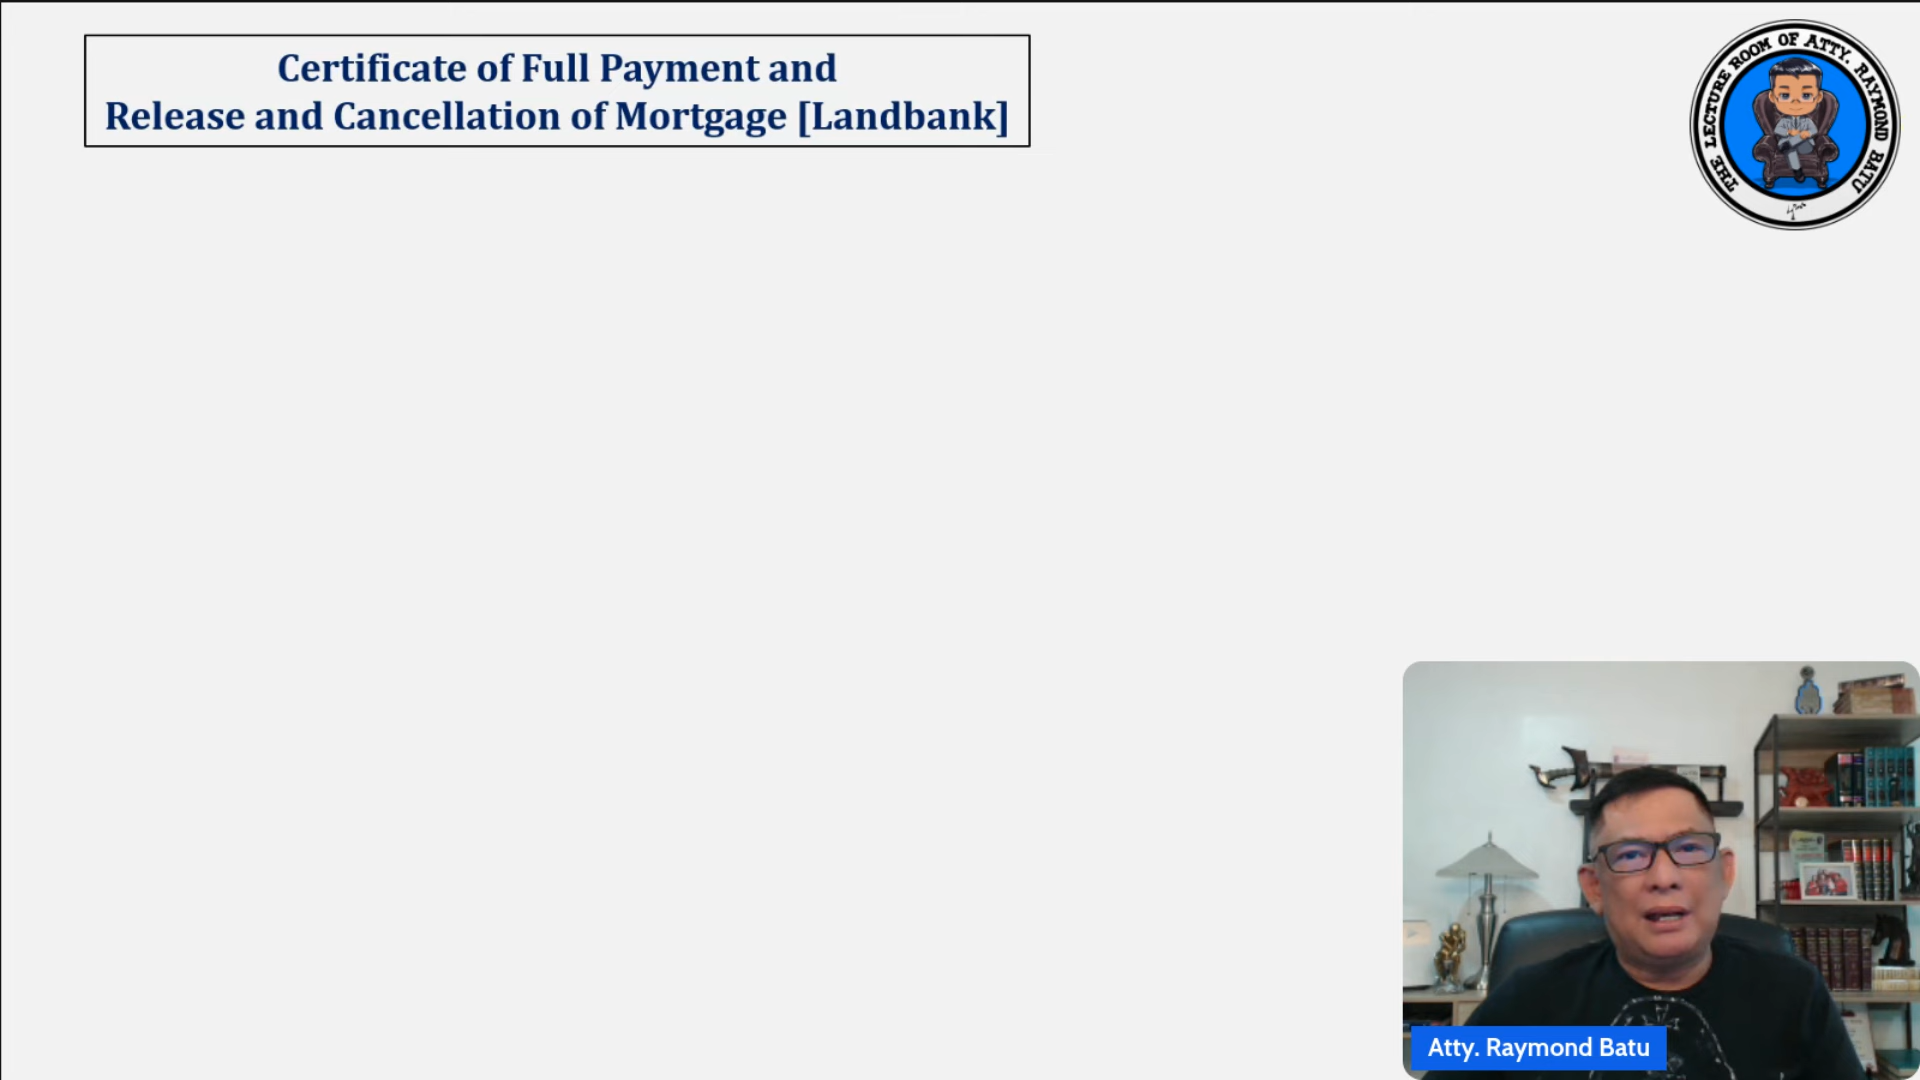 Certificate of Full Payment and
Release and Cancellation of Mortgage [Landbank]
THE LECTURE ROOM OF ATTY. RAYMOND BATU
Atty. Raymond Batu